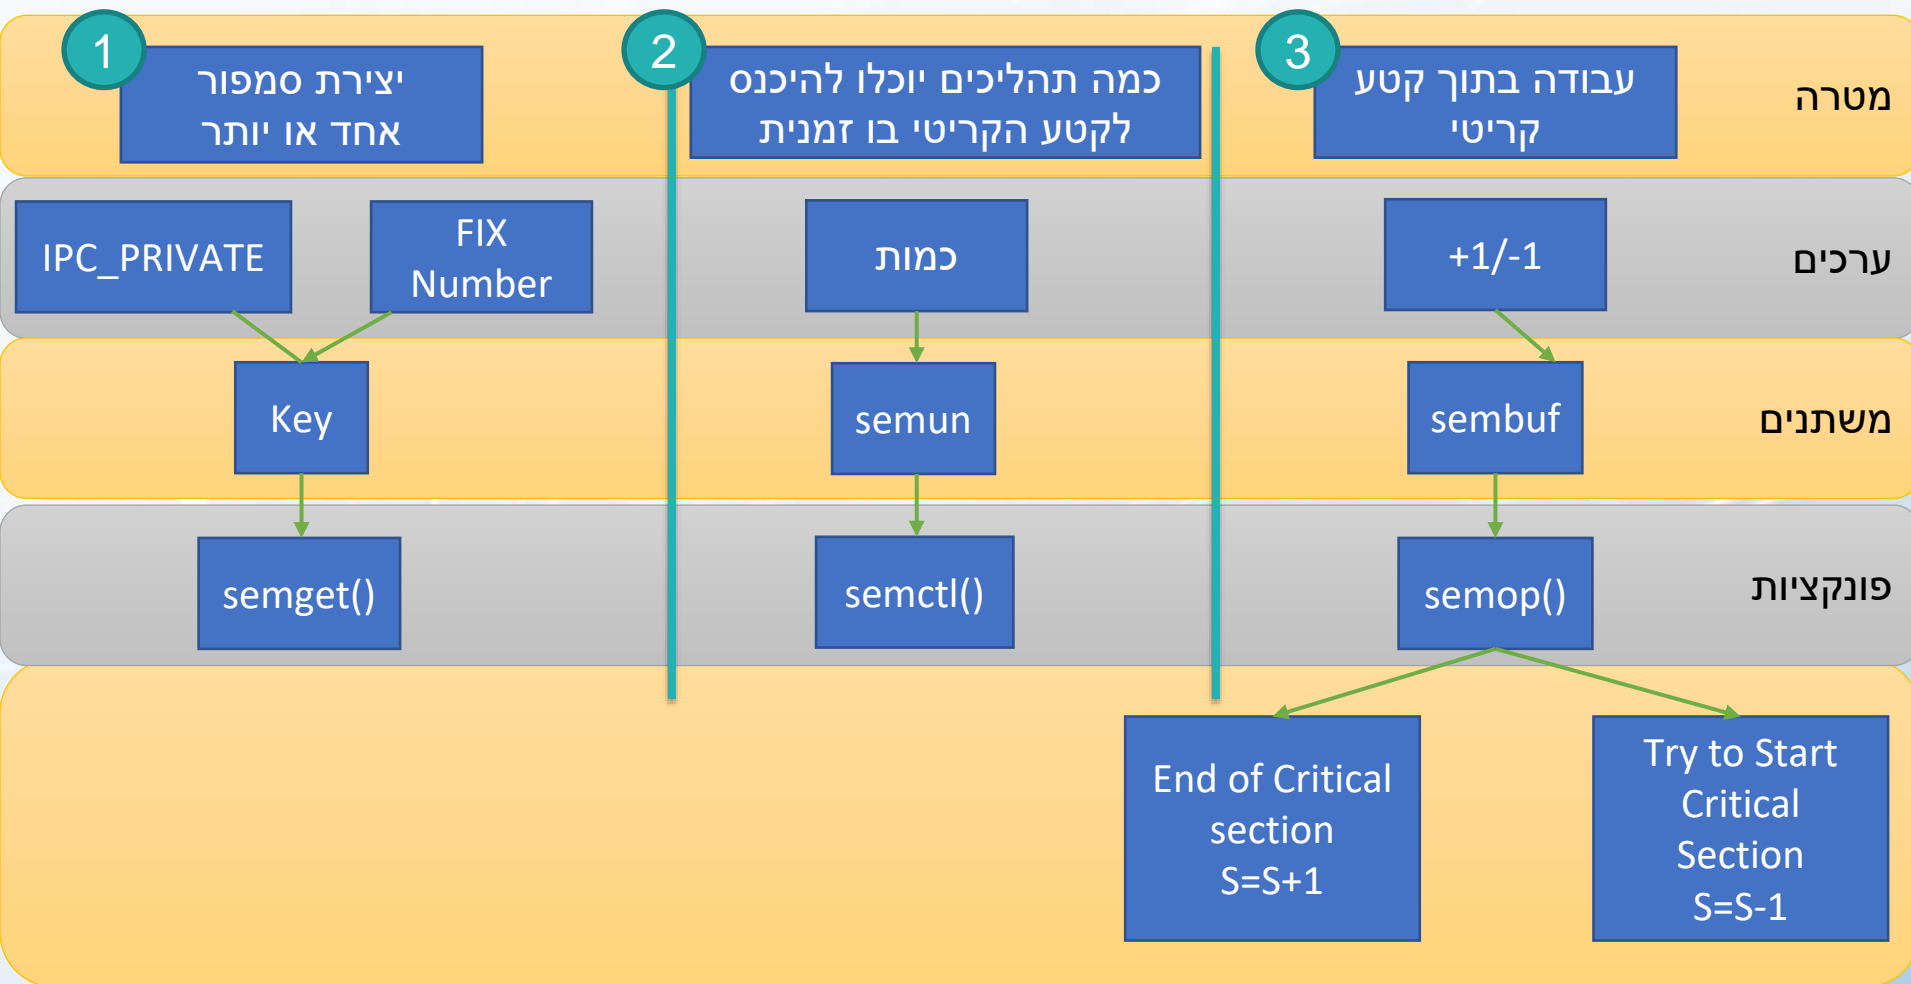 1
יצירת סמפור
אחד או יותר
2
כמה תהליכים יוכלו להיכנס
לקטע הקריטי בו זמנית
3
עבודה בתוך קטע
קריטי
מטרה
IPC_PRIVATE
FIX
Number
כמות
+1/-1
ערכים
Key
semun
sembuf
משתנים
semget()
semctl()
semop()
פונקציות
End of Critical
section
S=S+1
Try to Start
Critical
Section
S=S-1